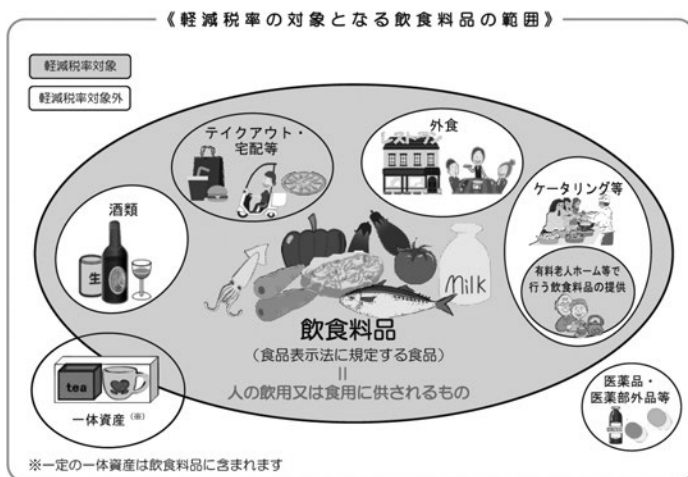 《軽減税率の対象となる飲食料品の範囲》
軽減税率対象
軽減税率対象外
テイクアウト・
宅配等
外食
レストラン
ケータリング等
酒類
生
有料老人ホーム等で
行う飲食料品の提供
Milk
飲食料品
(食品表示法に規定する食品)
||
人の飲用又は食用に供されるもの
tea
一体資産(※)
医薬品・
医薬部外品等
※一定の一体資産は飲食料品に含まれます